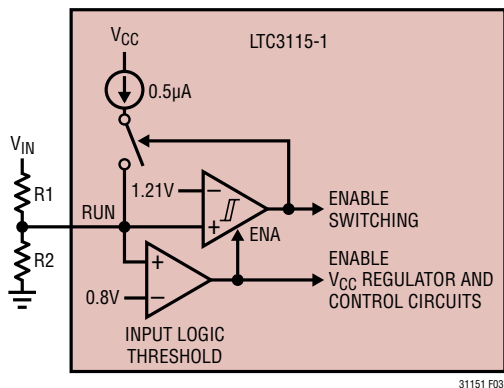 LTC3115-1
VCC
0.5µA
VIN
R1
1.21V
–
+
RUN
ENABLE
SWITCHING
ENA
R2
+
–
0.8V
ENABLE
VCC REGULATOR AND
CONTROL CIRCUITS
INPUT LOGIC
THRESHOLD
31151 F03